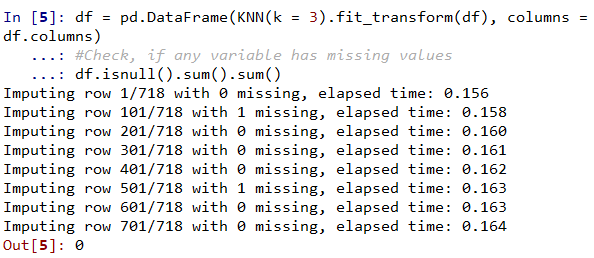 In [5]: df = pd.DataFrame(KNN(k = 3).fit_transform(df), columns =
df.columns)
   ...: #Check, if any variable has missing values
   ...: df.isnull().sum().sum()
Imputing row 1/718 with 0 missing, elapsed time: 0.156
Imputing row 101/718 with 1 missing, elapsed time: 0.158
Imputing row 201/718 with 0 missing, elapsed time: 0.160
Imputing row 301/718 with 0 missing, elapsed time: 0.161
Imputing row 401/718 with 0 missing, elapsed time: 0.162
Imputing row 501/718 with 1 missing, elapsed time: 0.163
Imputing row 601/718 with 0 missing, elapsed time: 0.163
Imputing row 701/718 with 0 missing, elapsed time: 0.164
Out[5]: 0